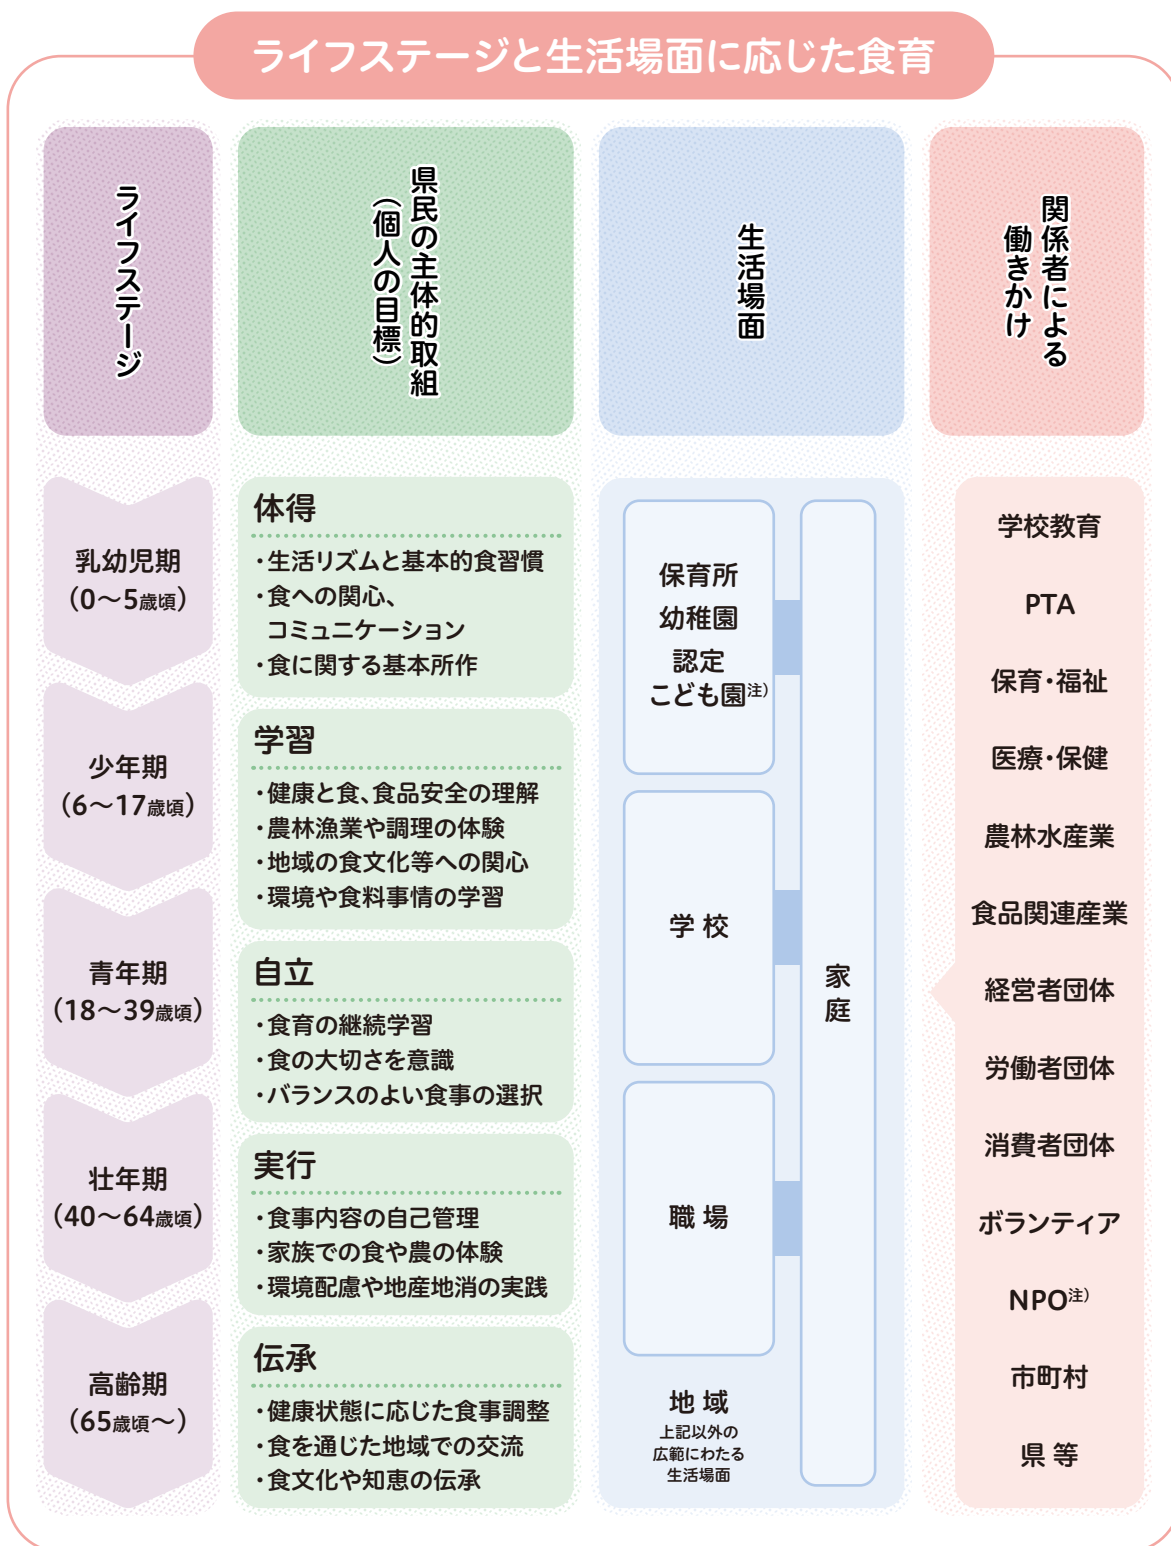 ライフステージと生活場面に応じた食育
ライフステージ
県民の主体的取組
（個人の目標）
生活場面
関係者による
働きかけ
乳幼児期
（0～5歳頃）
少年期
（6～17歳頃）
青年期
（18～39歳頃）
壮年期
（40～64歳頃）
高齢期
（65歳頃～）
体得
・生活リズムと基本的食習慣
・食への関心、
コミュニケーション
・食に関する基本所作
学習
・健康と食、食品安全の理解
・農林漁業や調理の体験
・地域の食文化等への関心
・環境や食料事情の学習
自立
・食育の継続学習
・食の大切さを意識
・バランスのよい食事の選択
実行
・食事内容の自己管理
・家族での食や農の体験
・環境配慮や地産地消の実践
伝承
・健康状態に応じた食事調整
・食を通じた地域での交流
・食文化や知恵の伝承
保育所
幼稚園
認定
こども園注）
学校
職場
地域
上記以外の
広範にわたる
生活場面
家庭
学校教育
PTA
保育・福祉
医療・保健
農林水産業
食品関連産業
経営者団体
労働者団体
消費者団体
ボランティア
NPO注）
市町村
県 等